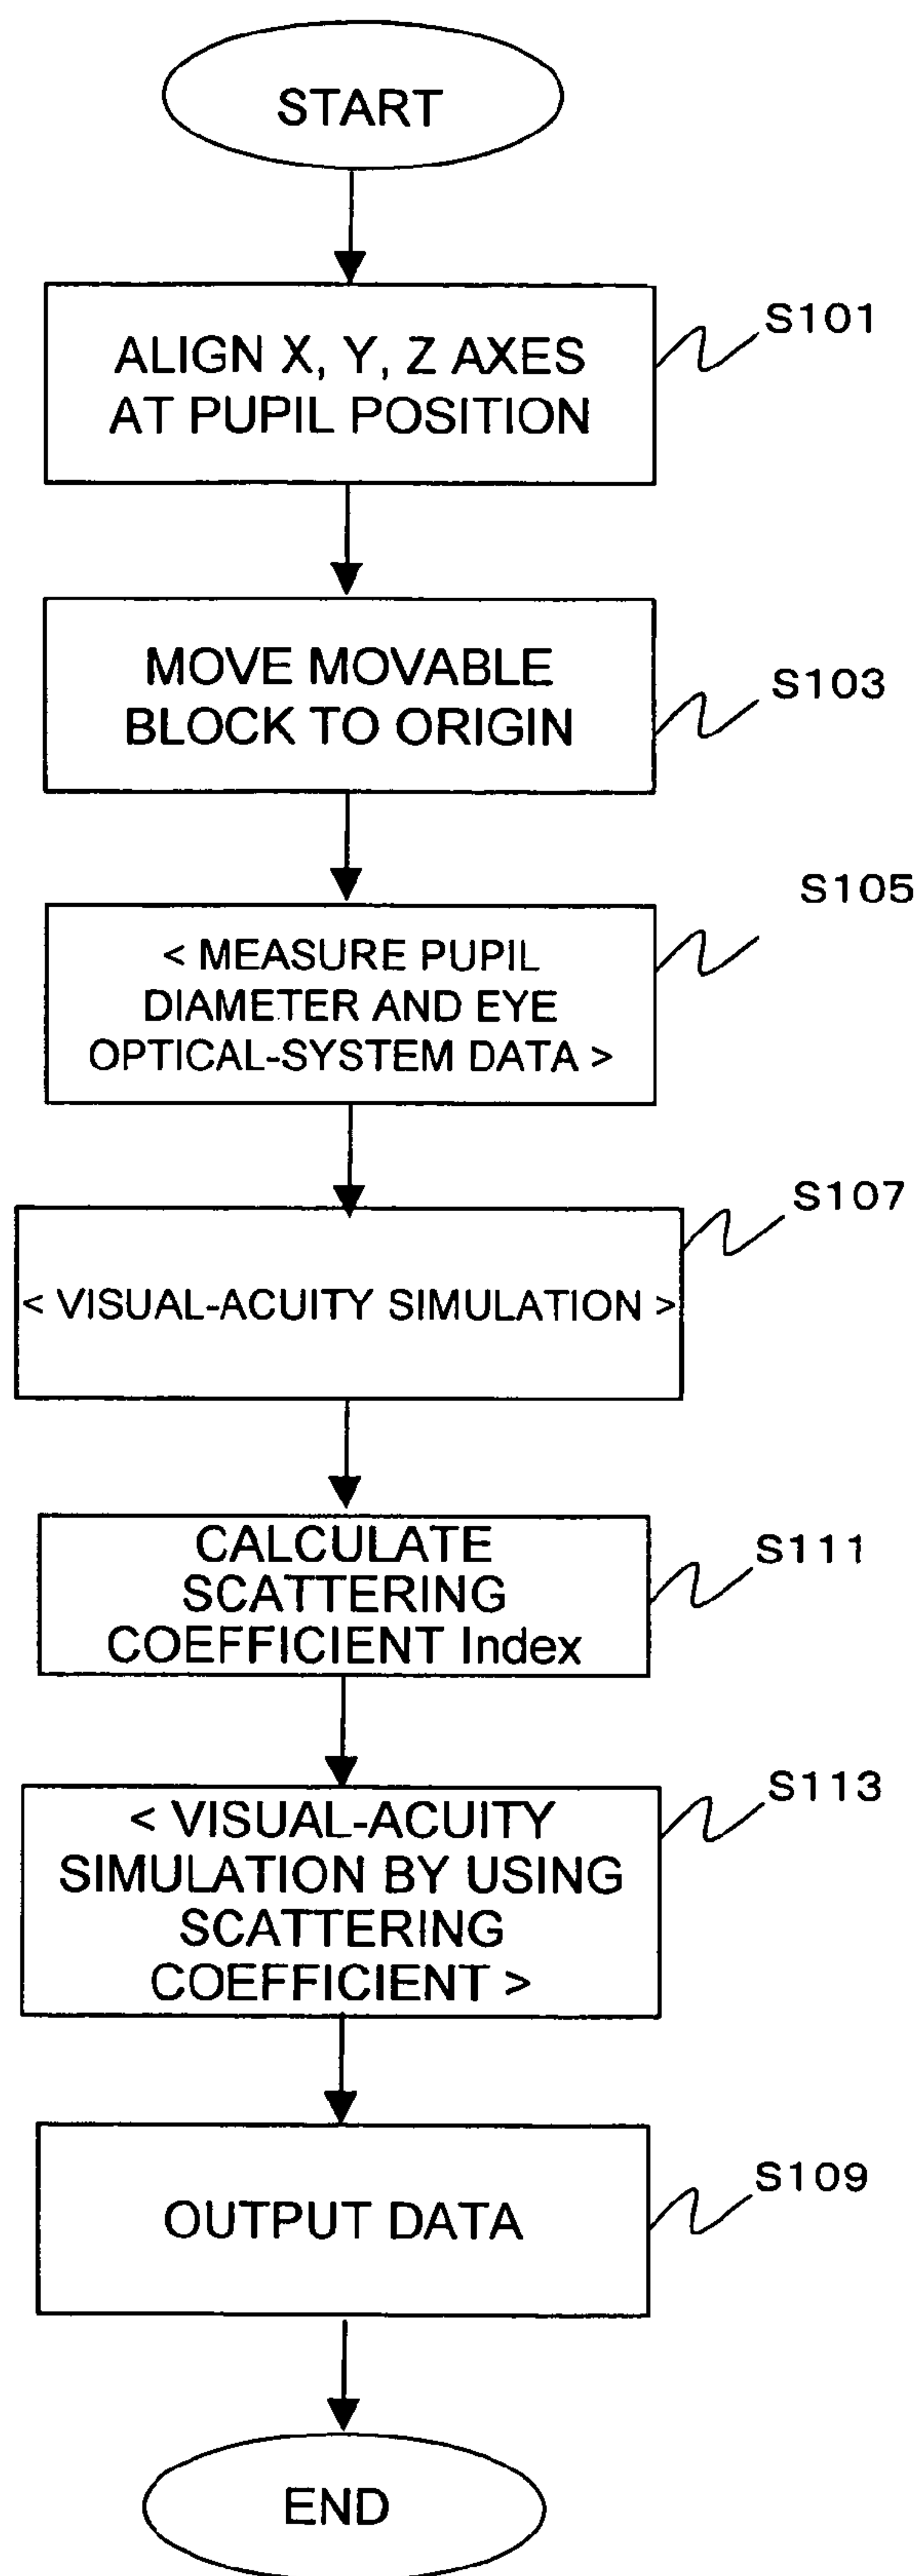 START
ALIGN X, Y, Z AXES
AT PUPIL POSITION
S101
MOVE MOVABLE
BLOCK TO ORIGIN
S103
< MEASURE PUPIL
DIAMETER AND EYE
OPTICAL-SYSTEM DATA >
S105
< VISUAL-ACUITY SIMULATION >
S107
CALCULATE
SCATTERING
COEFFICIENT Index
S111
< VISUAL-ACUITY
SIMULATION BY USING
SCATTERING
COEFFICIENT >
S113
OUTPUT DATA
S109
END